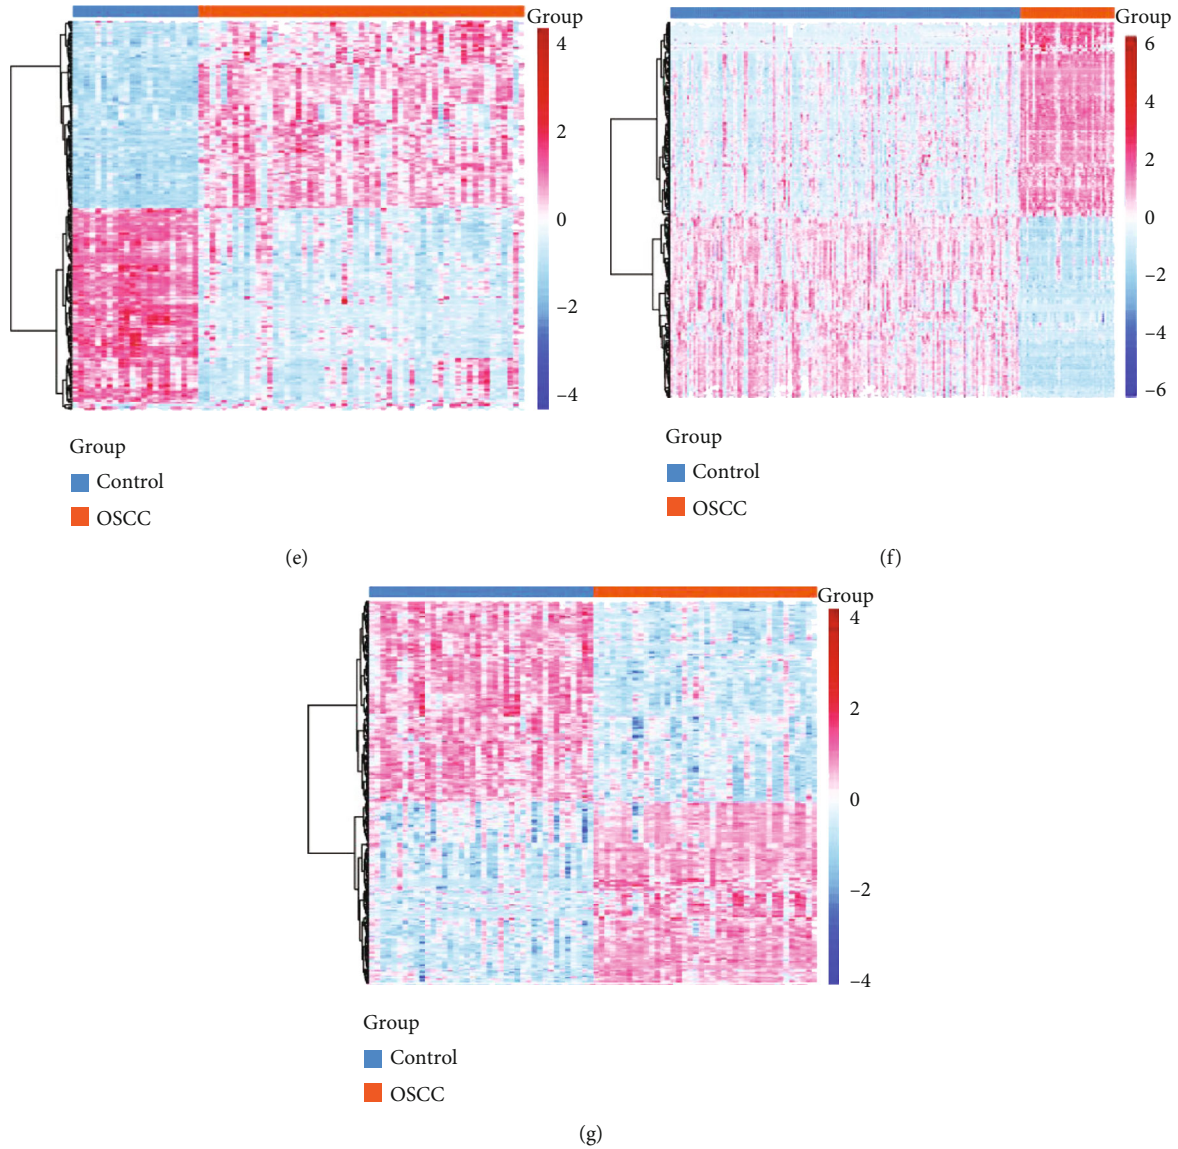 Group
4
2
0
–2
–4
Group
Control
OSCC
(e)
Group
6
4
2
0
–2
–4
–6
Group
Control
OSCC
(f)
Group
4
2
0
–2
–4
Group
Control
OSCC
(g)